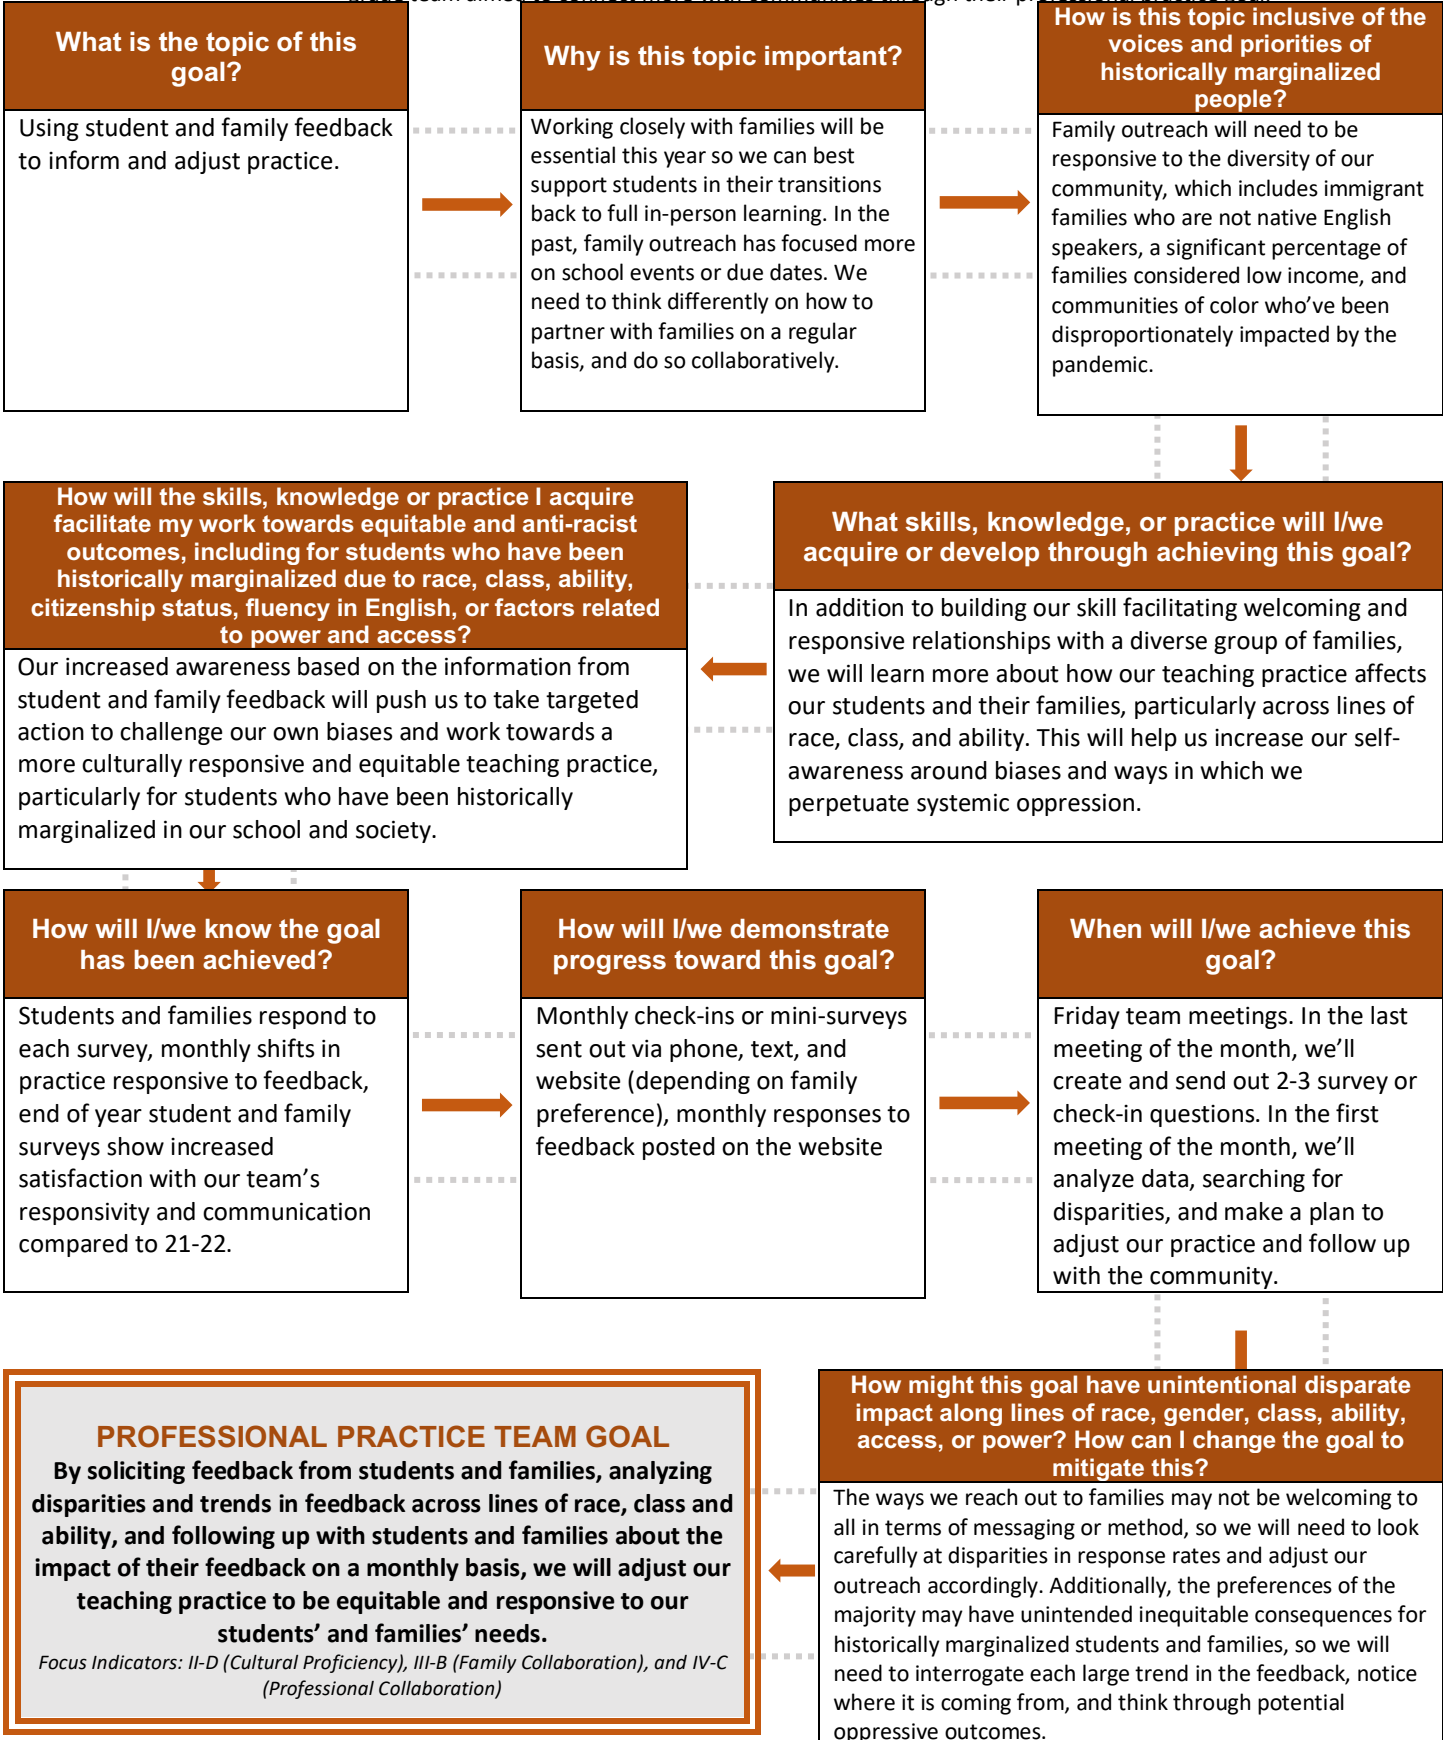 What is the topic of this
goal?
Using student and family feedback
to inform and adjust practice.
Why is this topic important?
Working closely with families will be
essential this year so we can best
support students in their transitions
back to full in-person learning. In the
past, family outreach has focused more
on school events or due dates. We
need to think differently on how to
partner with families on a regular
basis, and do so collaboratively.
How is this topic inclusive of the
voices and priorities of
historically marginalized
people?
Family outreach will need to be
responsive to the diversity of our
community, which includes immigrant
families who are not native English
speakers, a significant percentage of
families considered low income, and
communities of color who’ve been
disproportionately impacted by the
pandemic.
What skills, knowledge, or practice will I/we
acquire or develop through achieving this goal?
In addition to building our skill facilitating welcoming and
responsive relationships with a diverse group of families,
we will learn more about how our teaching practice affects
our students and their families, particularly across lines of
race, class, and ability. This will help us increase our self-
awareness around biases and ways in which we
perpetuate systemic oppression.
How will the skills, knowledge or practice I acquire
facilitate my work towards equitable and anti-racist
outcomes, including for students who have been
historically marginalized due to race, class, ability,
citizenship status, fluency in English, or factors related
to power and access?
Our increased awareness based on the information from
student and family feedback will push us to take targeted
action to challenge our own biases and work towards a
more culturally responsive and equitable teaching practice,
particularly for students who have been historically
marginalized in our school and society.
How will I/we know the goal
has been achieved?
Students and families respond to
each survey, monthly shifts in
practice responsive to feedback,
end of year student and family
surveys show increased
satisfaction with our team’s
responsivity and communication
compared to 21-22.
How will I/we demonstrate
progress toward this goal?
Monthly check-ins or mini-surveys
sent out via phone, text, and
website (depending on family
preference), monthly responses to
feedback posted on the website
When will I/we achieve this
goal?
Friday team meetings. In the last
meeting of the month, we’ll
create and send out 2-3 survey or
check-in questions. In the first
meeting of the month, we’ll
analyze data, searching for
disparities, and make a plan to
adjust our practice and follow up
with the community.
How might this goal have unintentional disparate
impact along lines of race, gender, class, ability,
access, or power? How can I change the goal to
mitigate this?
The ways we reach out to families may not be welcoming to
all in terms of messaging or method, so we will need to look
carefully at disparities in response rates and adjust our
outreach accordingly. Additionally, the preferences of the
majority may have unintended inequitable consequences for
historically marginalized students and families, so we will
need to interrogate each large trend in the feedback, notice
where it is coming from, and think through potential
oppressive outcomes.
PROFESSIONAL PRACTICE TEAM GOAL
By soliciting feedback from students and families, analyzing
disparities and trends in feedback across lines of race, class and
ability, and following up with students and families about the
impact of their feedback on a monthly basis, we will adjust our
teaching practice to be equitable and responsive to our
students’ and families’ needs.
Focus Indicators: II-D (Cultural Proficiency), III-B (Family Collaboration), and IV-C
(Professional Collaboration)